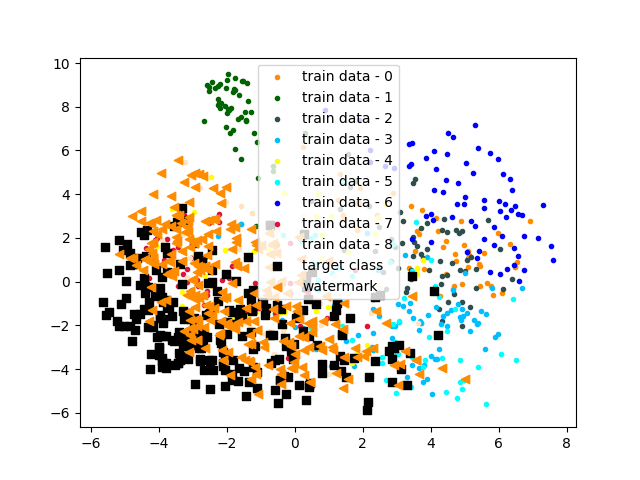 10
8
6
4
2
0
−2
−4
−6
−6 −4 −2 0 2 4 6 8
train data - 0
train data - 1
train data - 2
train data - 3
train data - 4
train data - 5
train data - 6
train data - 7
train data - 8
target class
watermark